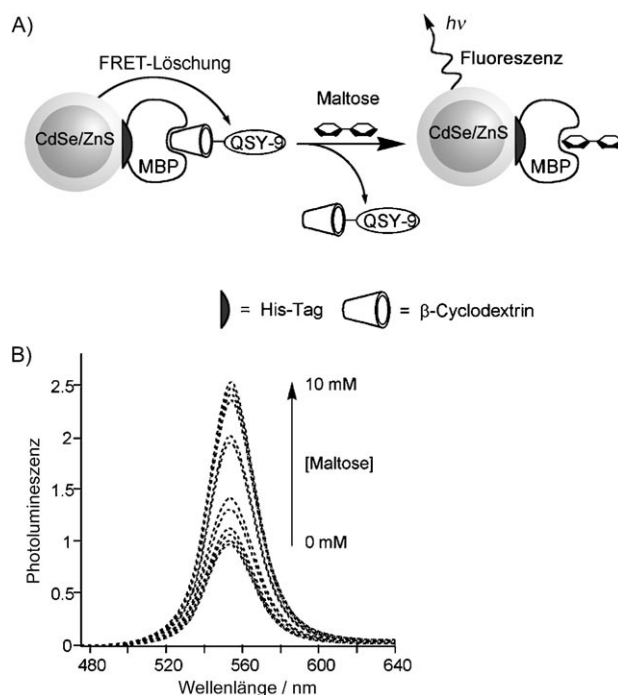 A)
FRET-Löschung
CdSe/ZnS
MBP
QSY-9
Maltose
QSY-9
hν
Fluoreszenz
CdSe/ZnS
MBP
= His-Tag
= β-Cyclodextrin
B)
Photolumineszenz
2.5
2
1.5
1
0.5
0
10 mM
[Maltose]
0 mM
480
520
560
600
640
Wellenlänge / nm